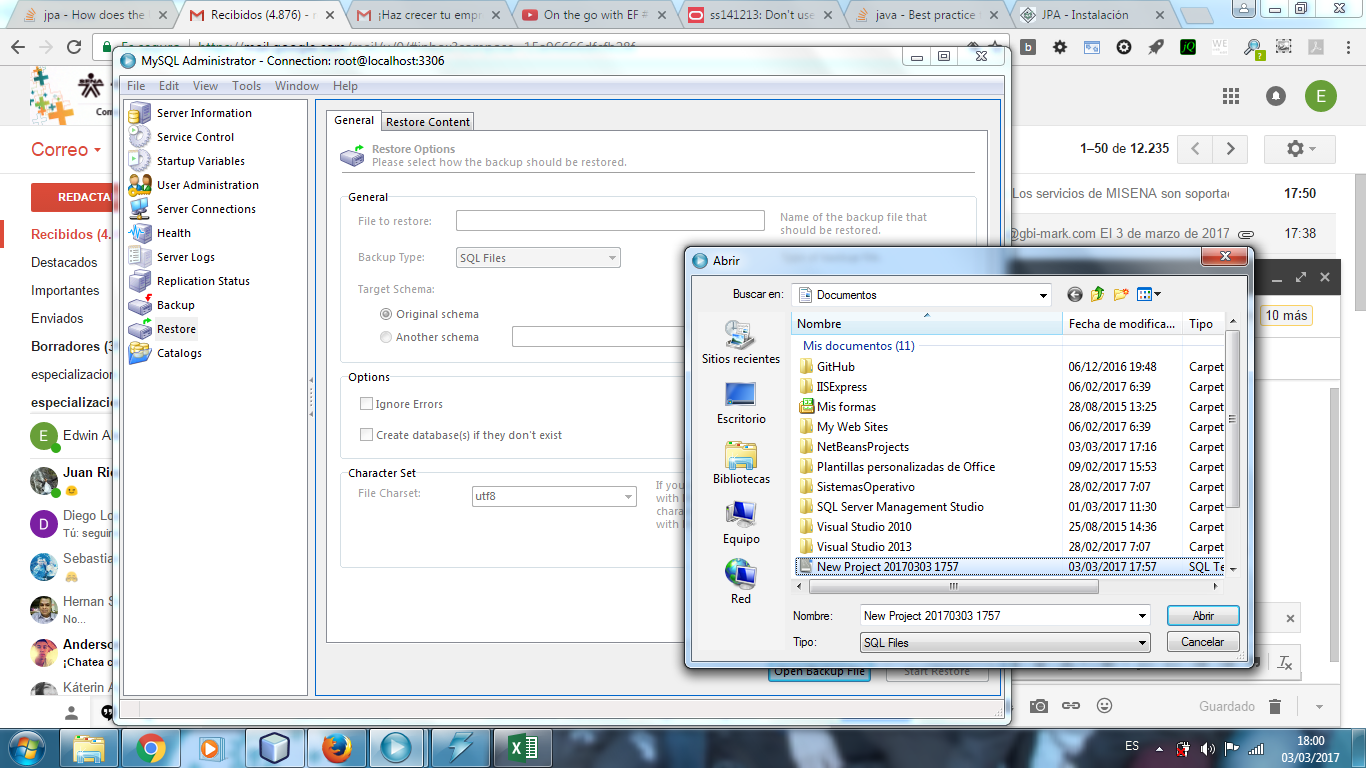 jpa - How does the
Recibidos (4.876) -
¡Haz crecer tu empr
On the go with EF #
ss141213: Don't use
java - Best practice
JPA - Instalación
MySQL Administrator - Connection: root@localhost:3306
File Edit View Tools Window Help
Server Information
Service Control
Startup Variables
User Administration
Server Connections
Health
Server Logs
Replication Status
Backup
Restore
Catalogs
General
Restore Content
Restore Options
Please select how the backup should be restored.
General
File to restore:
Name of the backup file that
should be restored.
Backup Type:
SQL Files
Target Schema:
Original schema
Another schema
Options
Ignore Errors
Create database(s) if they don't exist
Character Set
File Charset:
utf8
If you
with
chara
with
Open Backup File
Start Restore
Abrir
Buscar en:
Documentos
Sitios recientes
Escritorio
Bibliotecas
Equipo
Red
Nombre Fecha de modifica... Tipo
Mis documentos (11)
GitHub 06/12/2016 19:48 Carpet
IISExpress 06/02/2017 6:39 Carpet
Mis formas 28/08/2015 13:25 Carpet
My Web Sites 06/02/2017 6:39 Carpet
NetBeansProjects 03/03/2017 17:16 Carpet
Plantillas personalizadas de Office 09/02/2017 15:53 Carpet
SistemasOperativo 28/02/2017 7:07 Carpet
SQL Server Management Studio 01/03/2017 11:30 Carpet
Visual Studio 2010 25/08/2015 14:36 Carpet
Visual Studio 2013 28/02/2017 7:07 Carpet
New Project 20170303 1757 03/03/2017 17:57 SQL Te
Nombre:
New Project 20170303 1757
Abrir
Tipo:
SQL Files
Cancelar
SENA
Com
Correo
REDACTA
Recibidos (4.
Destacados
Importantes
Enviados
Borradores (3
especializacion
especializacio
Edwin A
Juan Ri
Diego Lo
Tú: seguir
Sebastia
Hernan S
No...
Anderso
¡Chatea c
Káterin A
E
E
D
1–50 de 12.235
Los servicios de MISENA son soportad
17:50
@gbi-mark.com El 3 de marzo de 2017
17:38
10 más
Guardado
ES
18:00
03/03/2017